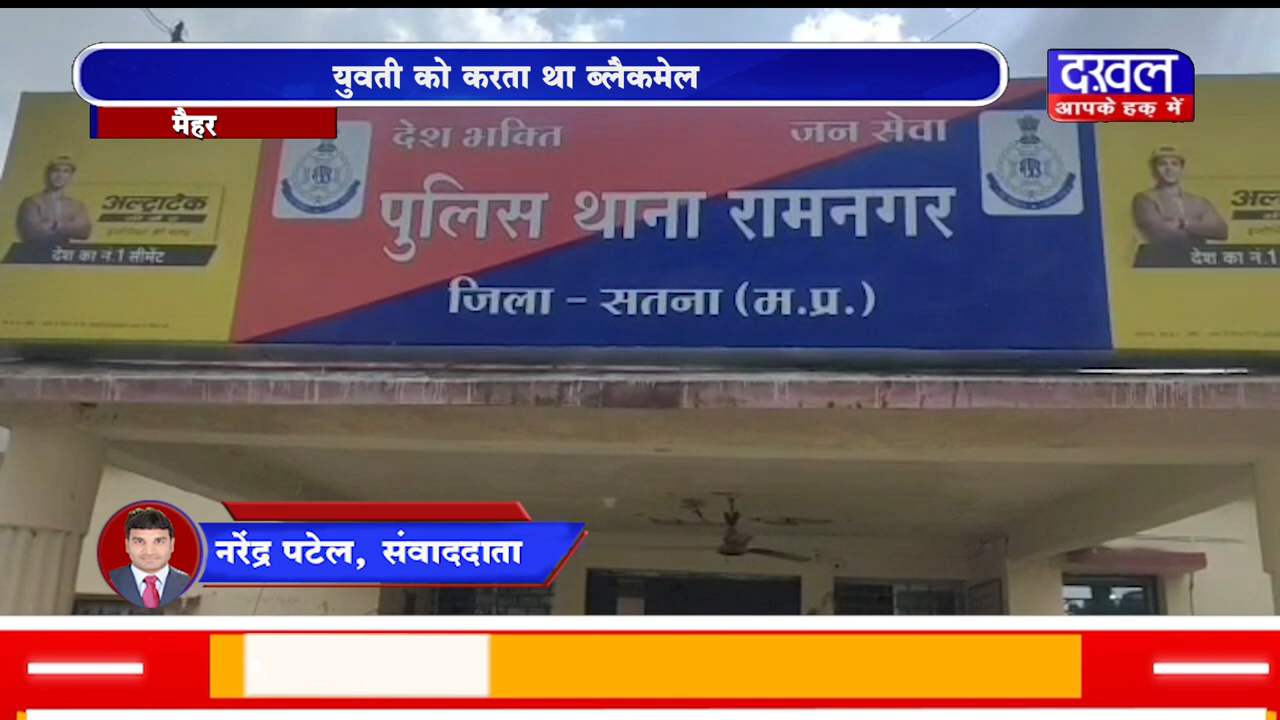 युवती को करता था ब्लैकमेल
दख़ल
आपके हक़ में
मैहर
देश भक्ति जन सेवा
पुलिस थाना रामनगर
जिला - सतना (म.प्र.)
अल्ट्राटेक
सीमेंट
देश का नं.1 सीमेंट
अल्
देश का नं.1
नरेंद्र पटेल, संवाददाता